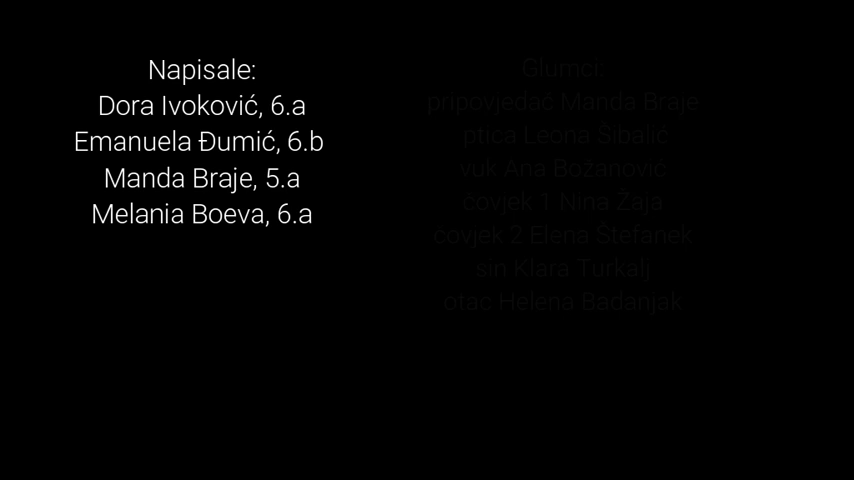 Napisale:
Dora Ivoković, 6.a
Emanuela Đumić, 6.b
Manda Braje, 5.a
Melania Boeva, 6.a
Glumci:
pripovjedač Manda Braje
ptica Leona Šibalić
vuk Ana Božanović
čovjek 1 Nina Žaja
čovjek 2 Elena Štefanek
sin Klara Turkalj
otac Helena Badanjak